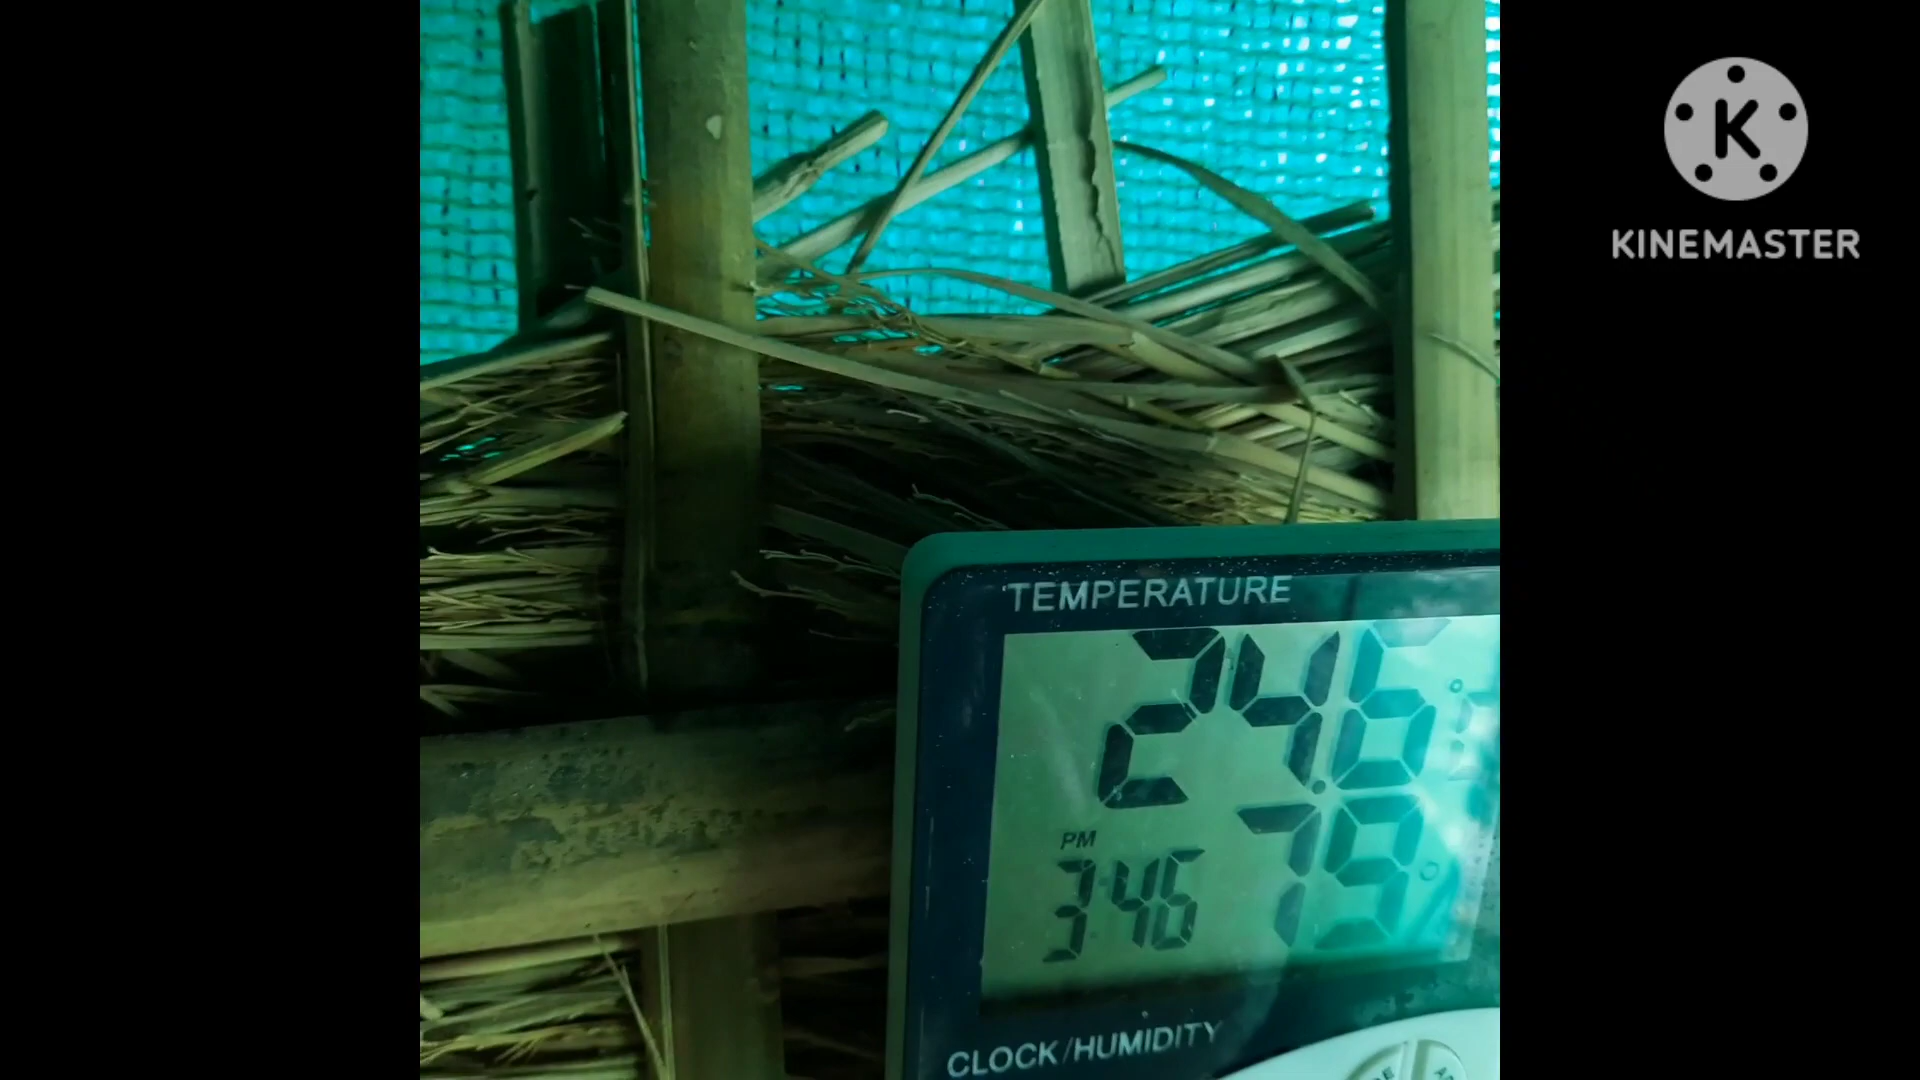 KINEMASTER
TEMPERATURE
24.6°
PM
3:46
79%
CLOCK/HUMIDITY